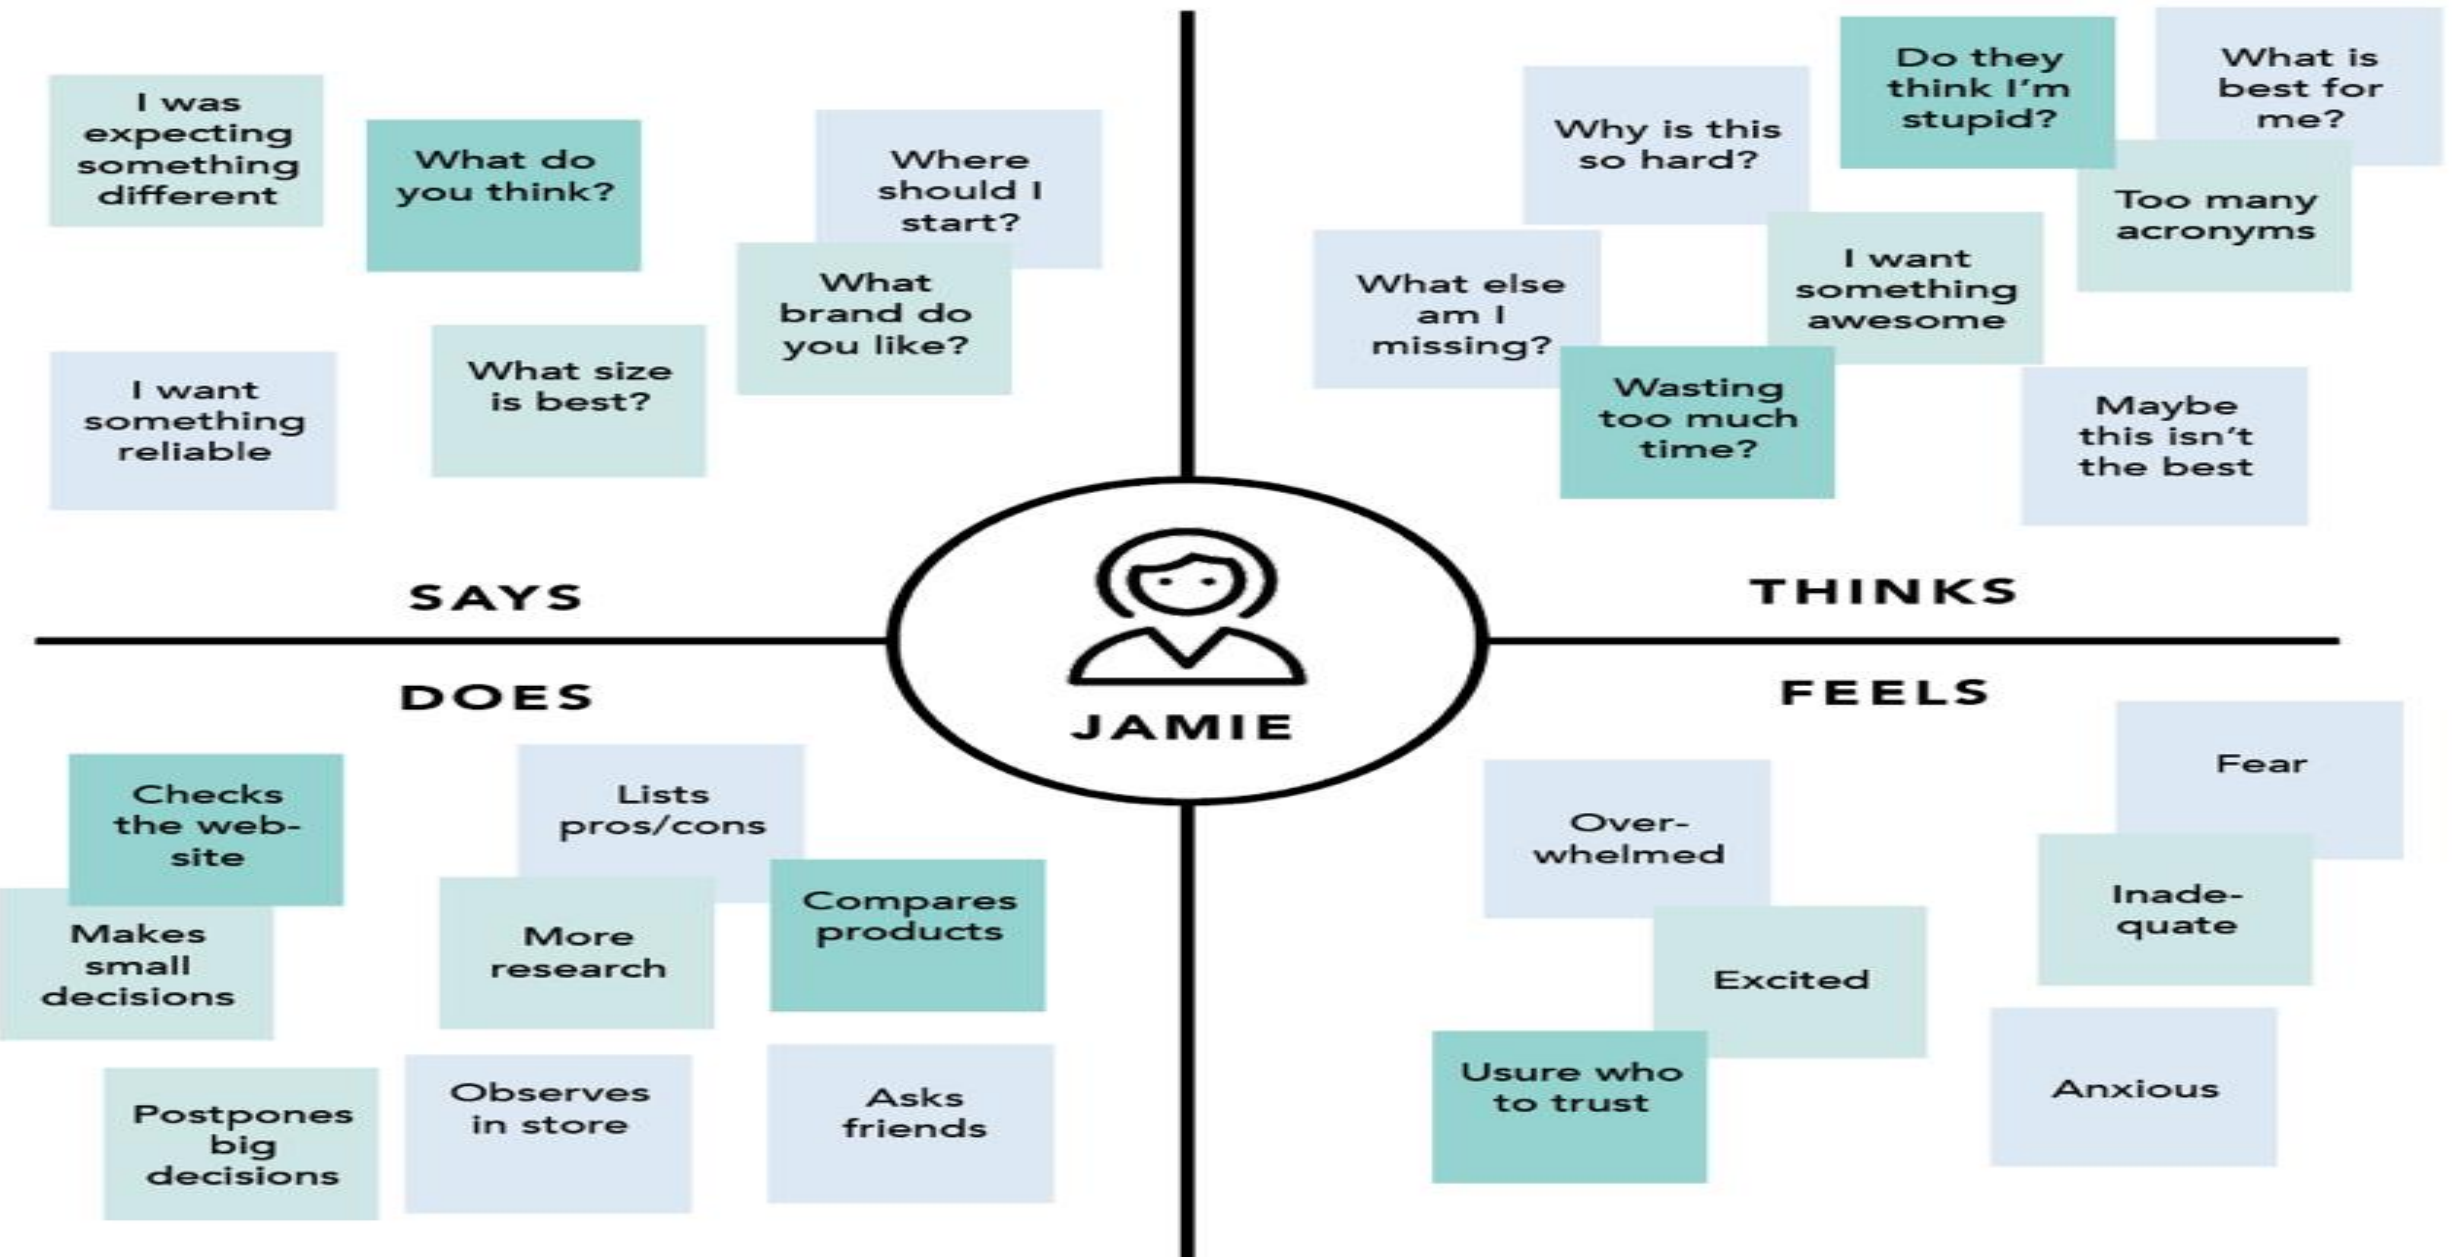 I was
expecting
something
different
What do
you think?
Where
should I
start?
What
brand do
you like?
What size
is best?
I want
something
reliable
SAYS
Do they
think I'm
stupid?
What is
best for
me?
Why is this
so hard?
Too many
acronyms
I want
something
awesome
What else
am I
missing?
Wasting
too much
time?
Maybe
this isn't
the best
THINKS
JAMIE
DOES
Checks
the web-
site
Lists
pros/cons
Compares
products
Makes
small
decisions
More
research
Postpones
big
decisions
Observes
in store
Asks
friends
FEELS
Fear
Over-
whelmed
Inade-
quate
Excited
Usure who
to trust
Anxious